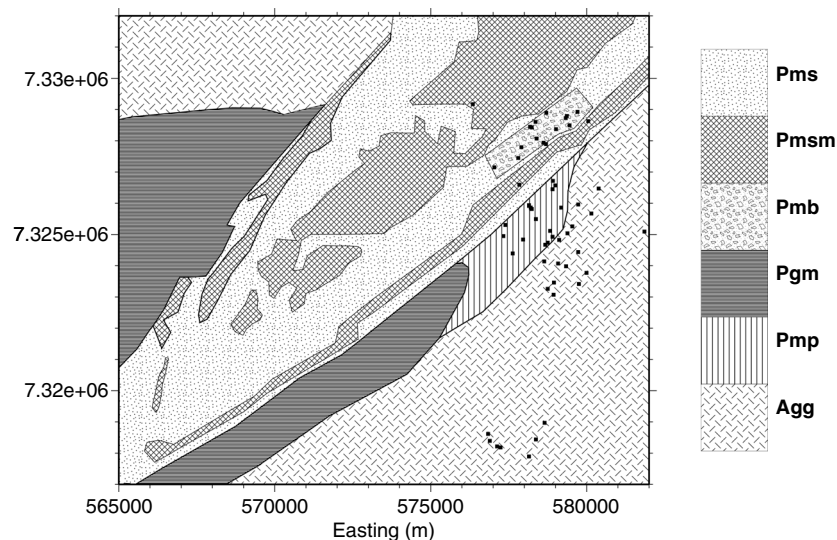 7.33e+06
7.325e+06
7.32e+06
565000
570000
575000
580000
Easting (m)
Pms
Pmsm
Pmb
Pgm
Pmp
Agg